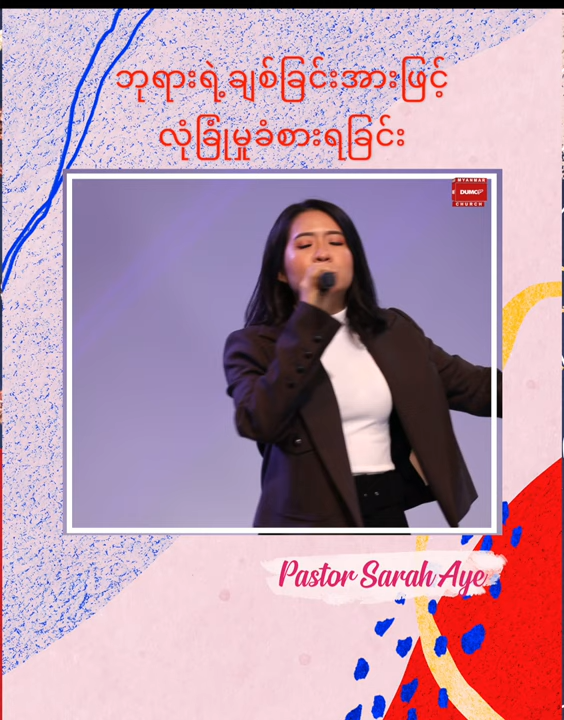 ဘုရားရဲ့ချစ်ခြင်းအားဖြင့်
လုံခြုံမှုခံစားရခြင်း
MYANMAR
DUMC
CHURCH
Pastor Sarah Aye